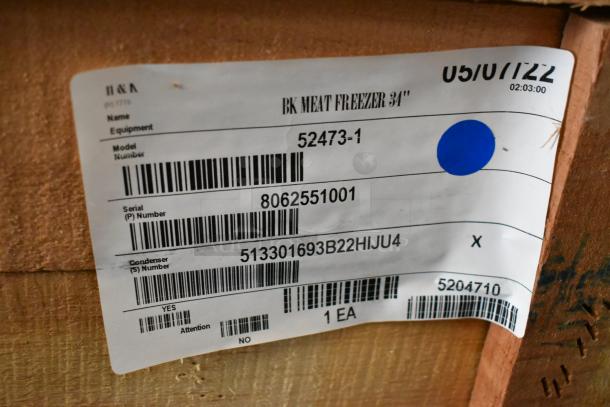 H & K
05/07/22
02:03:00
Name
Equipment
BK MEAT FREEZER 34"
Model
Number
52473-1
Serial
(P) Number
8062551001
Condenser
(S) Number
513301693B22HIJU4
X
YES
Attention
NO
1 EA
5204710